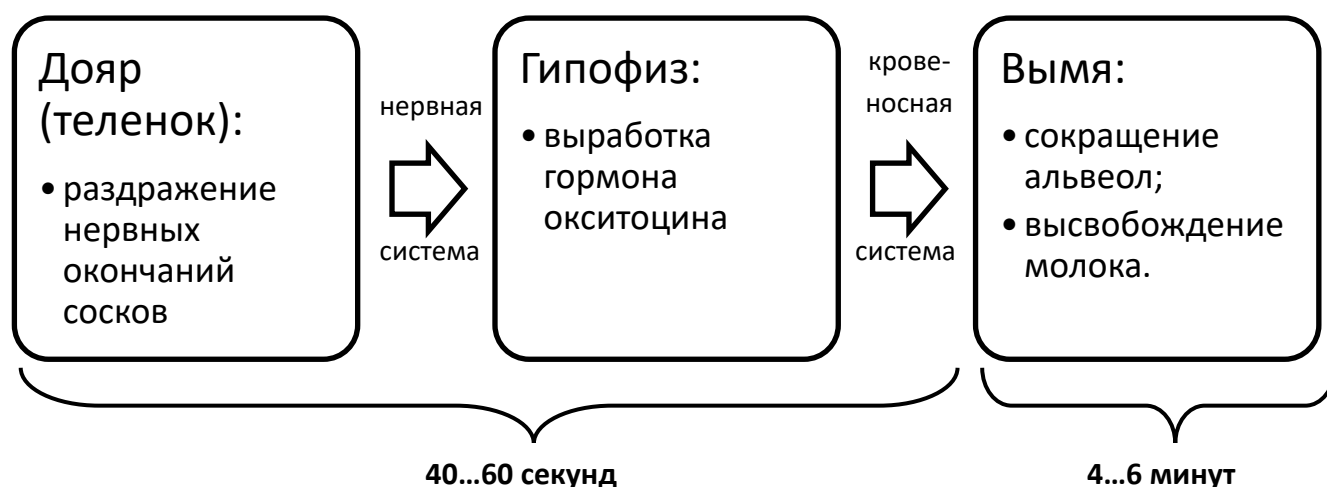 Дояр
(теленок):
• раздражение
нервных
окончаний
сосков
нервная
система
Гипофиз:
• выработка
гормона
окситоцина
крове-
носная
система
Вымя:
• сокращение
альвеол;
• высвобождение
молока.
40...60 секунд
4...6 минут